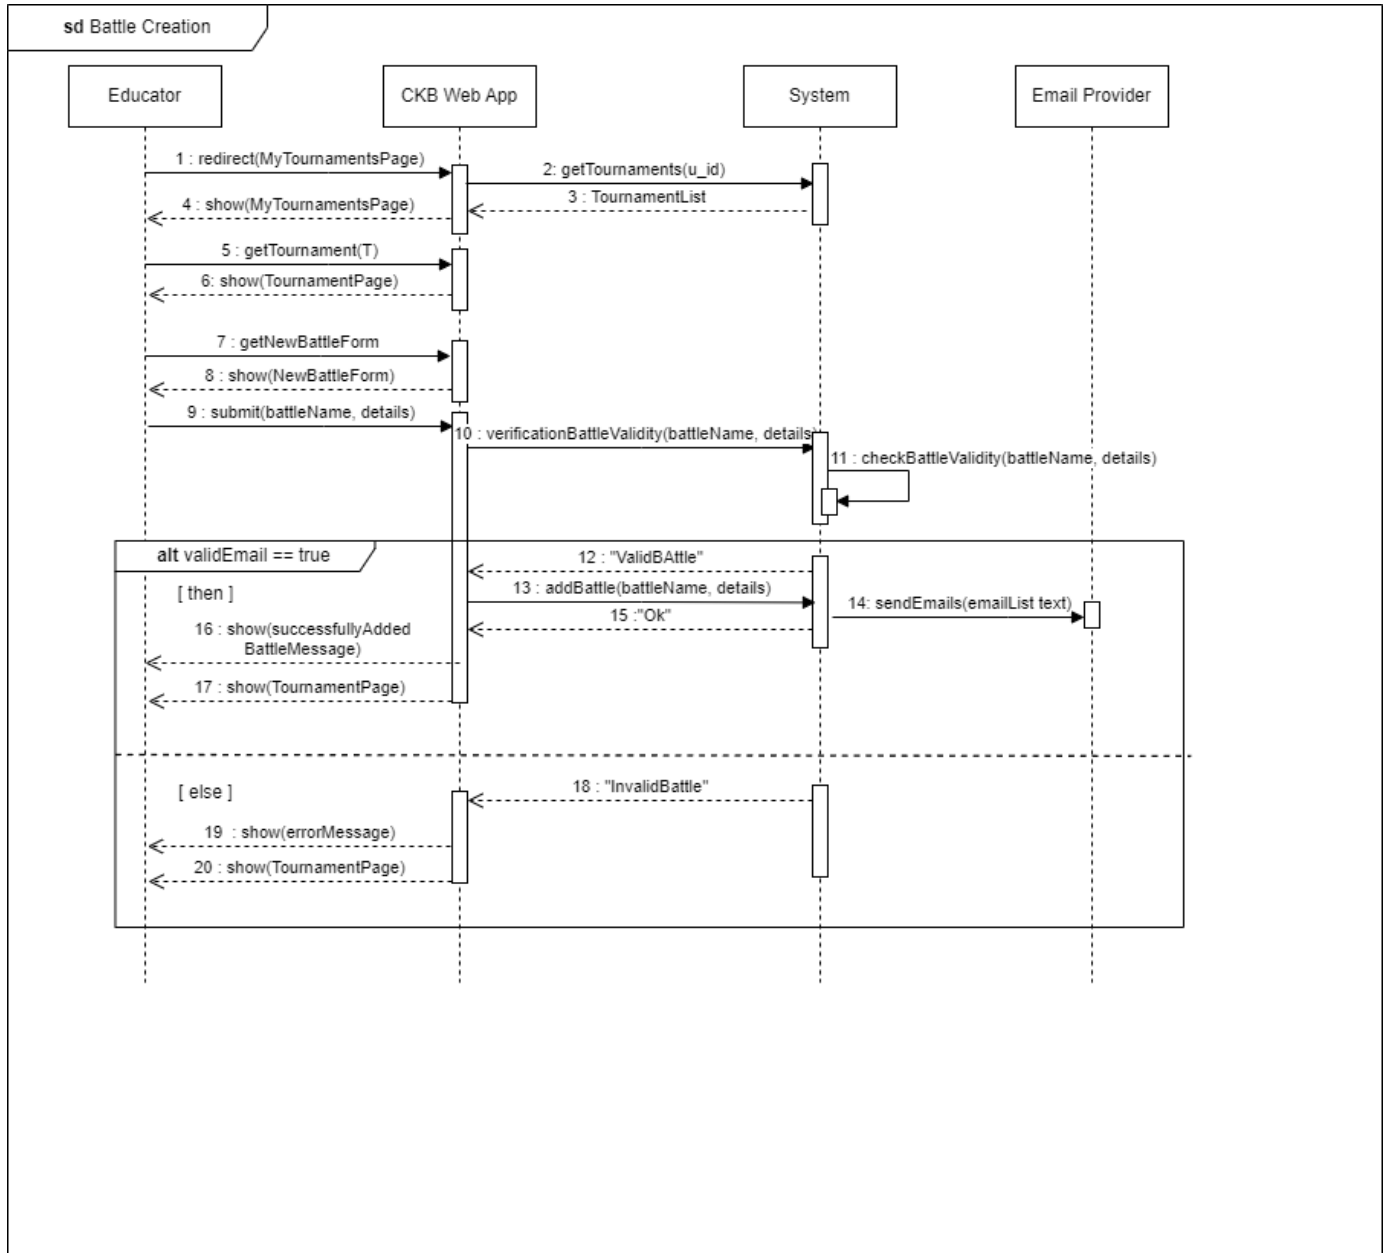 sd Battle Creation
Educator
CKB Web App
System
Email Provider
1 : redirect(MyTournamentsPage)
2: getTournaments(u_id)
3 : TournamentList
4 : show(MyTournamentsPage)
5 : getTournament(T)
6: show(TournamentPage)
7 : getNewBattleForm
8 : show(NewBattleForm)
9 : submit(battleName, details)
10 : verificationBattleValidity(battleName, details)
11 : checkBattleValidity(battleName, details)
alt validEmail == true
12 : "ValidBAttle"
[ then ]
13 : addBattle(battleName, details)
14: sendEmails(emailList text)
15 :"Ok"
16 : show(successfullyAdded
BattleMessage)
17 : show(TournamentPage)
[ else ]
18 : "InvalidBattle"
19 : show(errorMessage)
20 : show(TournamentPage)